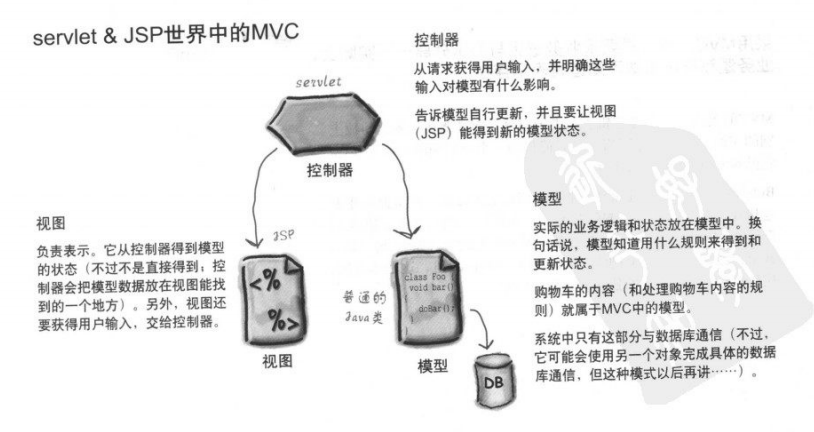 servlet & JSP世界中的MVC
控制器
从请求获得用户输入，并明确这些
输入对模型有什么影响。
告诉模型自行更新，并且要让视图
（JSP）能得到新的模型状态。
servlet
控制器
视图
负责表示。它从控制器得到模型
的状态（不过不是直接得到；控
制器会把模型数据放在视图能找
到的一个地方）。另外，视图还
要获得用户输入，交给控制器。
JSP
<%
%>
视图
普通的
Java类
class Foo {
void bar()
{
doBar();
}
模型
DB
模型
实际的业务逻辑和状态放在模型中。换
句话说，模型知道用什么规则来得到和
更新状态。
购物车的内容（和处理购物车内容的规
则）就属于MVC中的模型。
系统中只有这部分与数据库通信（不过，
它可能会使用另一个对象完成具体的数据
库通信，但这种模式以后再讲……）。